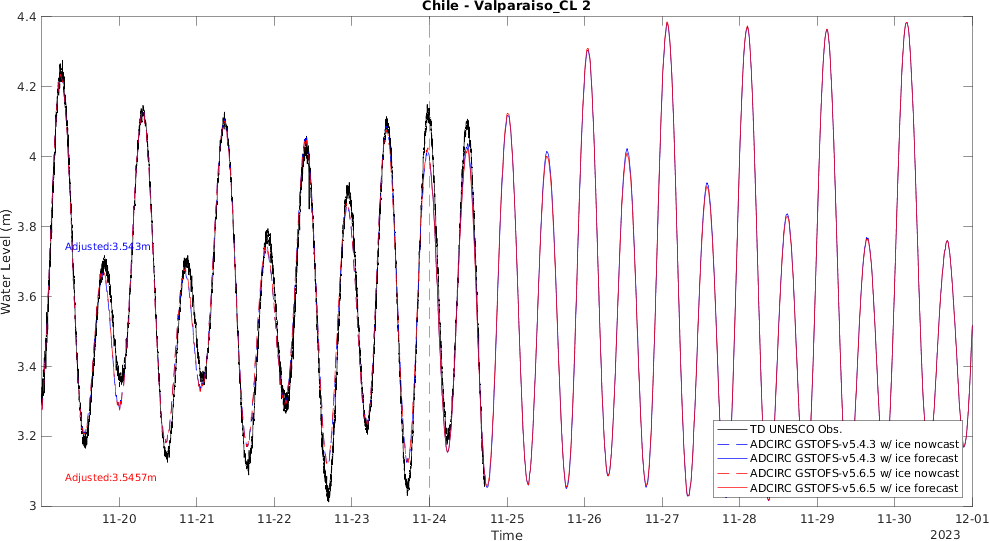 Chile - Valparaiso_CL 2
Water Level (m)
4.4
4.2
4
3.8
3.6
3.4
3.2
3
Adjusted:3.543m
Adjusted:3.5457m
TD UNESCO Obs.
ADCIRC GSTOFS-v5.4.3 w/ ice nowcast
ADCIRC GSTOFS-v5.4.3 w/ ice forecast
ADCIRC GSTOFS-v5.6.5 w/ ice nowcast
ADCIRC GSTOFS-v5.6.5 w/ ice forecast
11-20 11-21 11-22 11-23 11-24 11-25 11-26 11-27 11-28 11-29 11-30 12-01
Time
2023